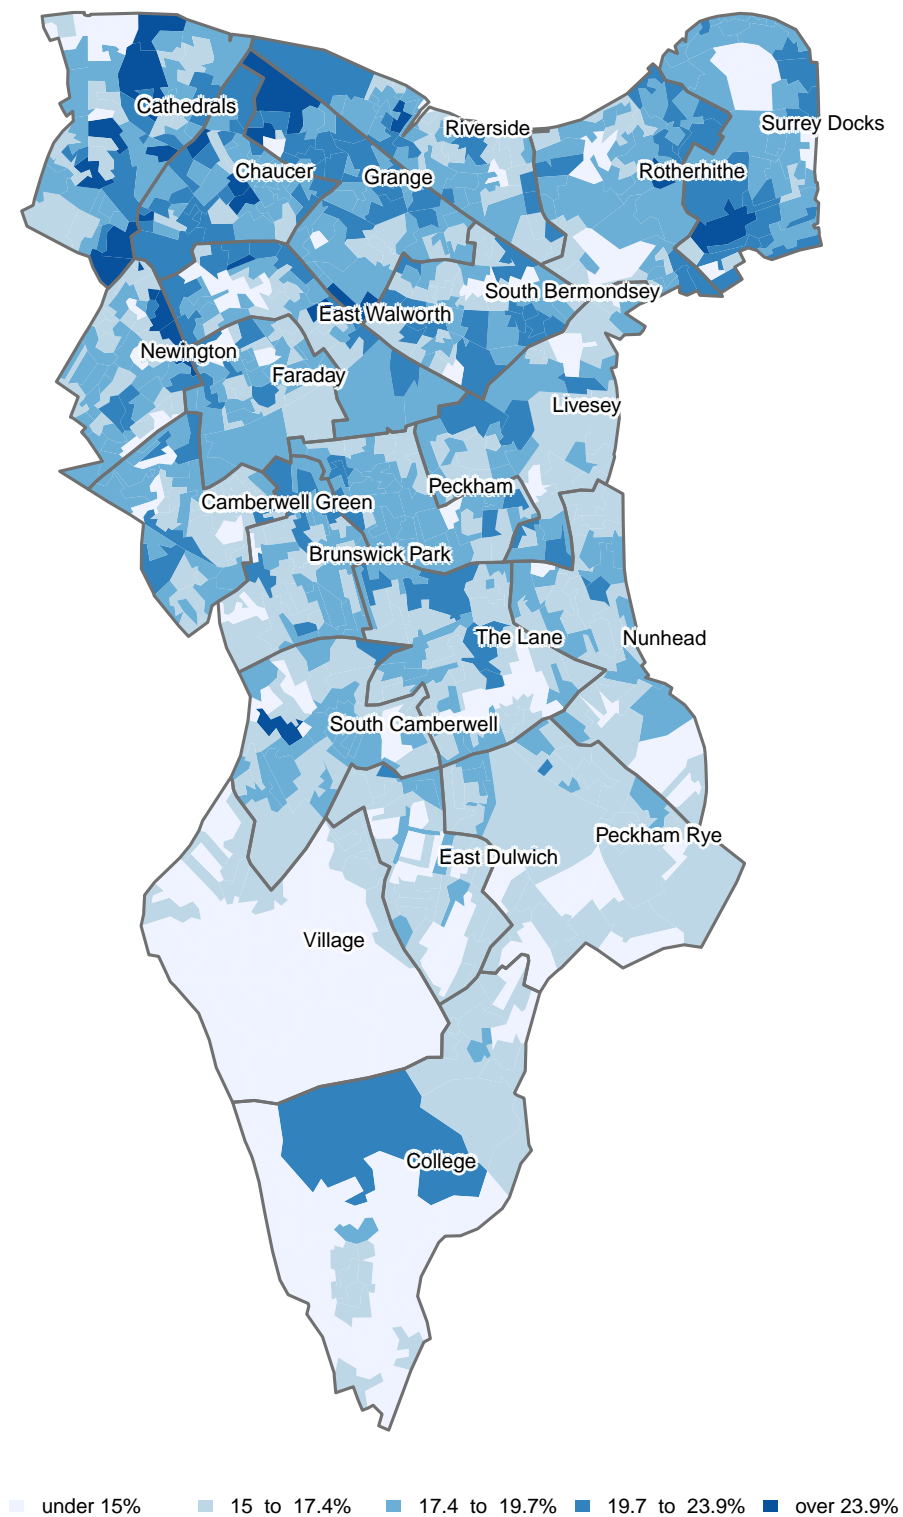 Cathedrals
Riverside
Surrey Docks
Chaucer
Grange
Rotherhithe
South Bermondsey
East Walworth
Newington
Faraday
Livesey
Peckham
Camberwell Green
Brunswick Park
The Lane
Nunhead
South Camberwell
Peckham Rye
East Dulwich
Village
College
under 15% 15 to 17.4% 17.4 to 19.7% 19.7 to 23.9% over 23.9%